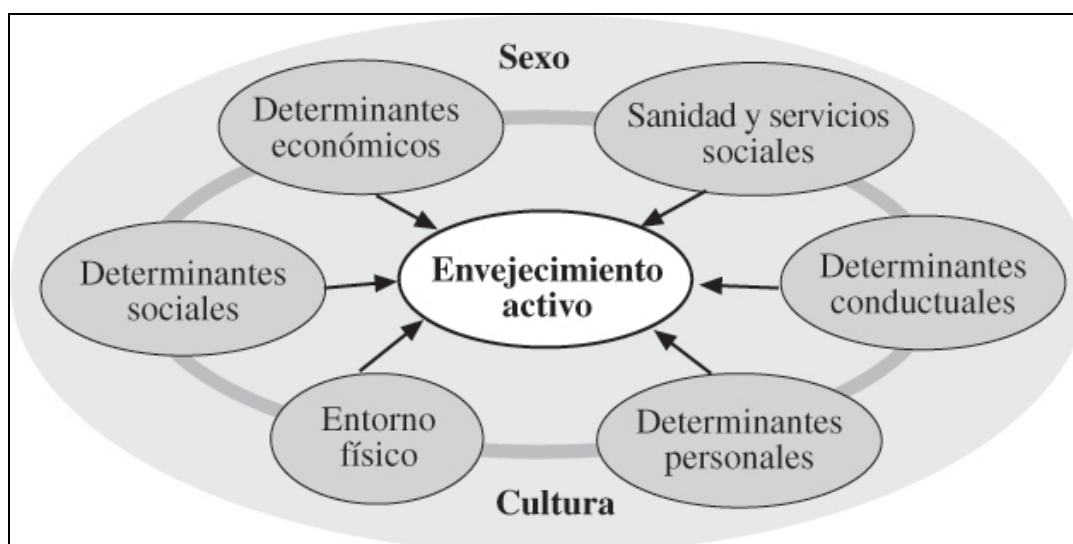 Sexo
Determinantes
económicos
Sanidad y servicios
sociales
Determinantes
sociales
Envejecimiento
activo
Determinantes
conductuales
Entorno
físico
Determinantes
personales
Cultura